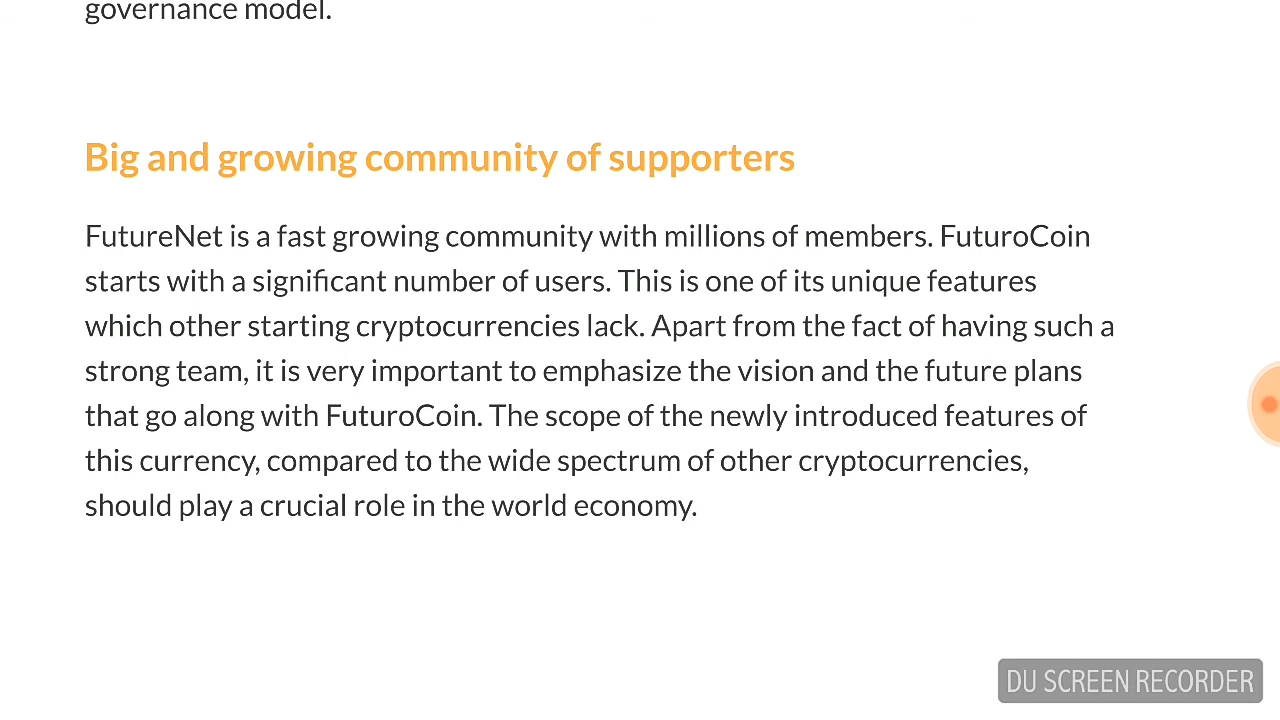 governance model.
Big and growing community of supporters
FutureNet is a fast growing community with millions of members. FuturoCoin
starts with a significant number of users. This is one of its unique features
which other starting cryptocurrencies lack. Apart from the fact of having such a
strong team, it is very important to emphasize the vision and the future plans
that go along with FuturoCoin. The scope of the newly introduced features of
this currency, compared to the wide spectrum of other cryptocurrencies,
should play a crucial role in the world economy.
DU SCREEN RECORDER